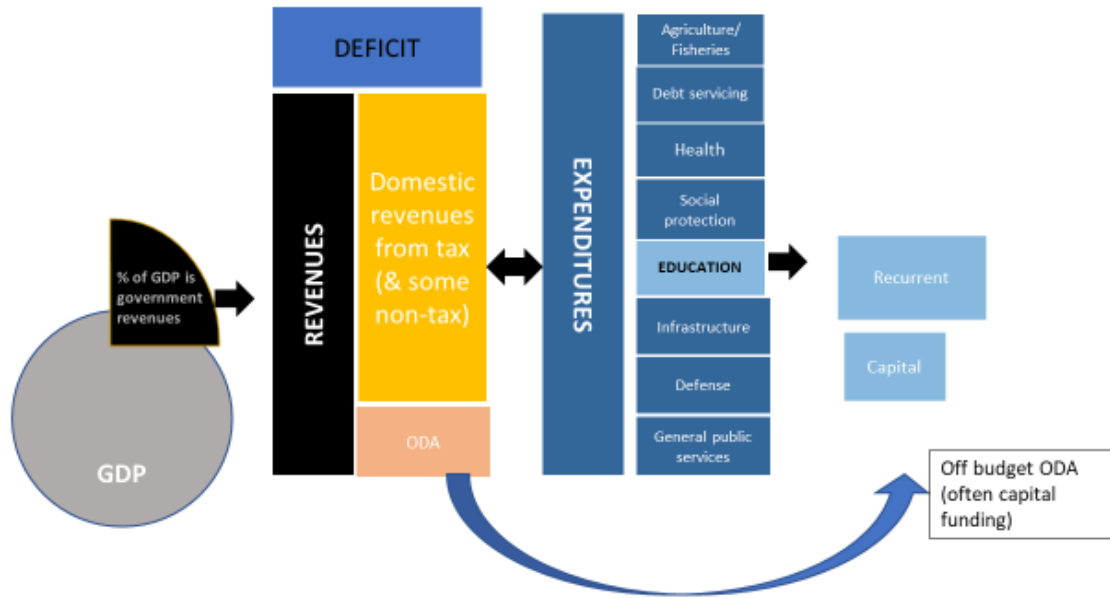 DEFICIT
REVENUES
Domestic
revenues
from tax
(& some
non-tax)
ODA
% of GDP is
government
revenues
GDP
EXPENDITURES
Agriculture/
Fisheries
Debt servicing
Health
Social
protection
EDUCATION
Infrastructure
Defense
General public
services
Recurrent
Capital
Off budget ODA
(often capital
funding)